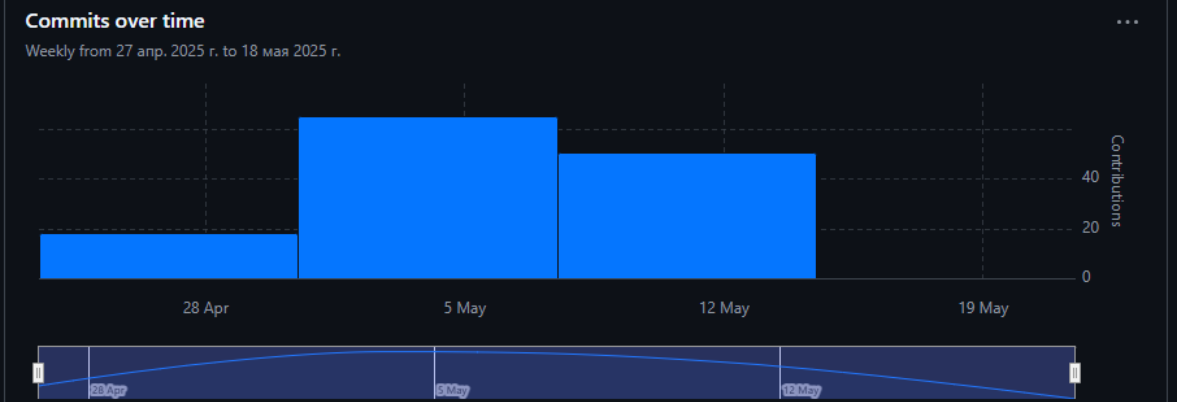 Commits over time
Weekly from 27 апр. 2025 г. to 18 мая 2025 г.
Contributions
40
20
0
28 Apr
5 May
12 May
19 May
28 Apr
5 May
12 May